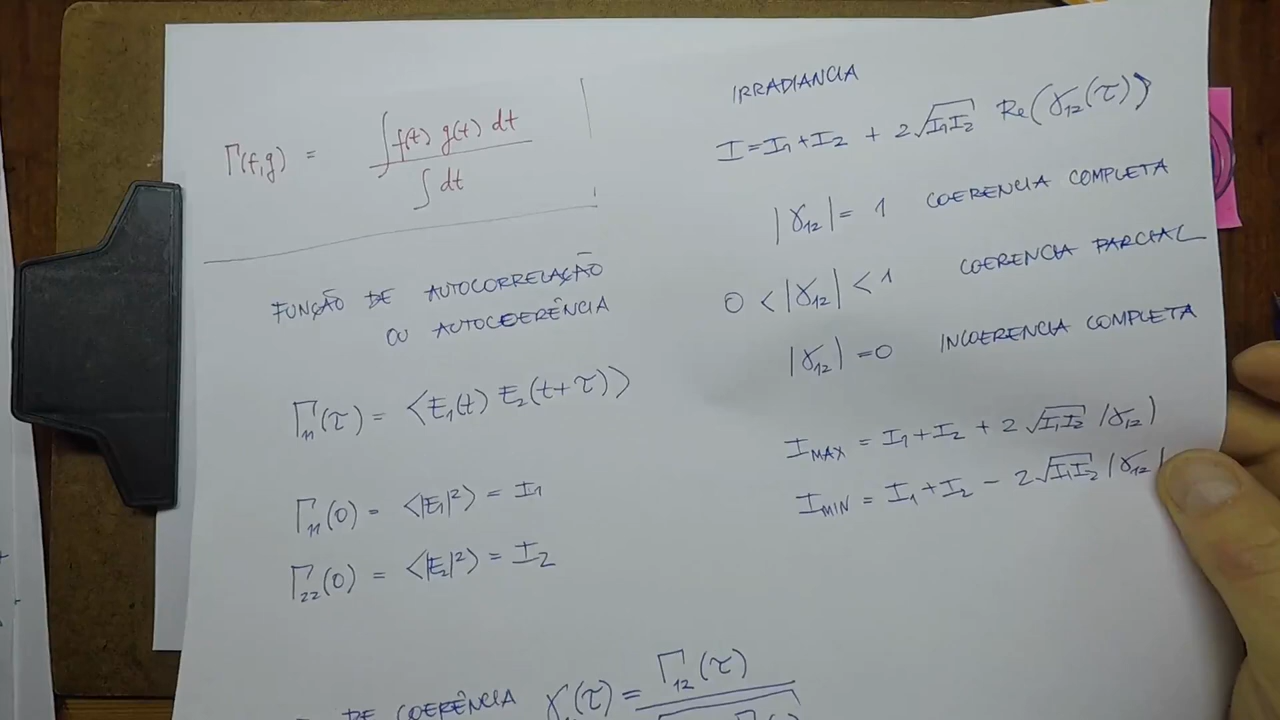 Γ(f,g) = ∫f(t) g(t) dt / ∫ dt
FUNÇÃO DE AUTOCORRELAÇÃO
OU AUTOCOERÊNCIA
Γ₁₁(τ) = ⟨E₁(t) E₂(t+τ)⟩
Γ₁₁(0) = ⟨|E₁|²⟩ = I₁
Γ₂₂(0) = ⟨|E₂|²⟩ = I₂
DE COERÊNCIA γ (τ) = Γ₁₂(τ)
IRRADIANCIA
I = I₁+I₂ + 2√I₁I₂ Re(γ₁₂(τ))
|γ₁₂| = 1 COERENCIA COMPLETA
0 < |γ₁₂| < 1 COERENCIA PARCIAL
|γ₁₂| = 0 INCOERENCIA COMPLETA
I_MAX = I₁+I₂ + 2√I₁I₂ |γ₁₂|
I_MIN = I₁+I₂ − 2√I₁I₂ |γ₁₂|